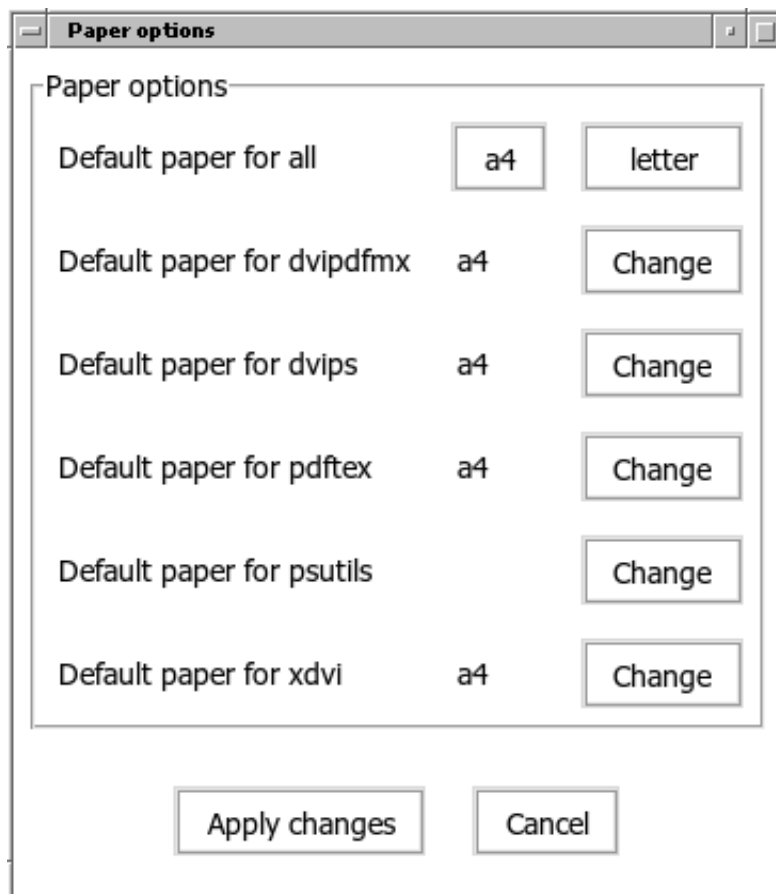 Paper options
Paper options
Default paper for all a4 letter
Default paper for dvipdfmx a4 Change
Default paper for dvips a4 Change
Default paper for pdftex a4 Change
Default paper for psutils Change
Default paper for xdvi a4 Change
Apply changes Cancel